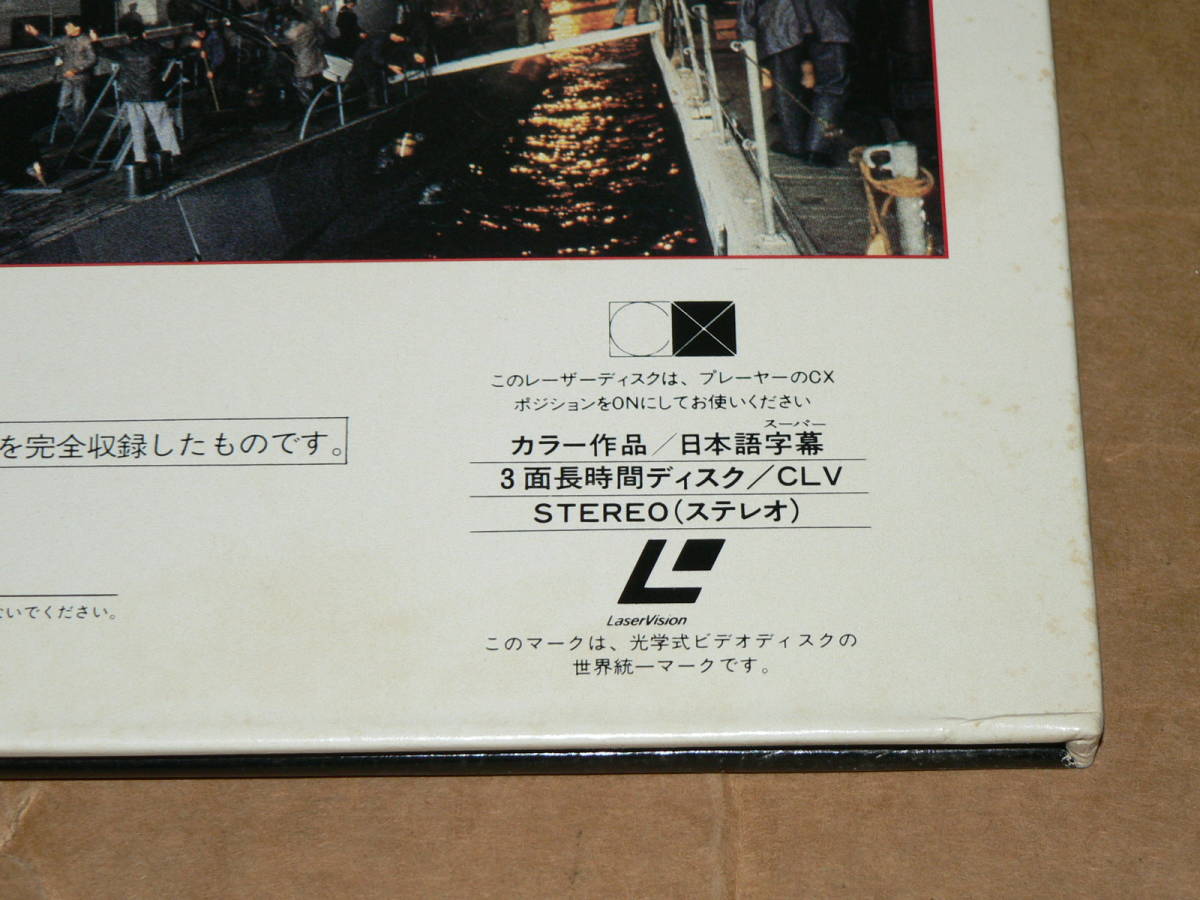 CX
このレーザーディスクは、プレーヤーのCX
ポジションをONにしてお使いください
を完全収録したものです。
スーパー
カラー作品/日本語字幕
3面長時間ディスク/CLV
STEREO(ステレオ)
LaserVision
ないでください。
このマークは、光学式ビデオディスクの
世界統一マークです。